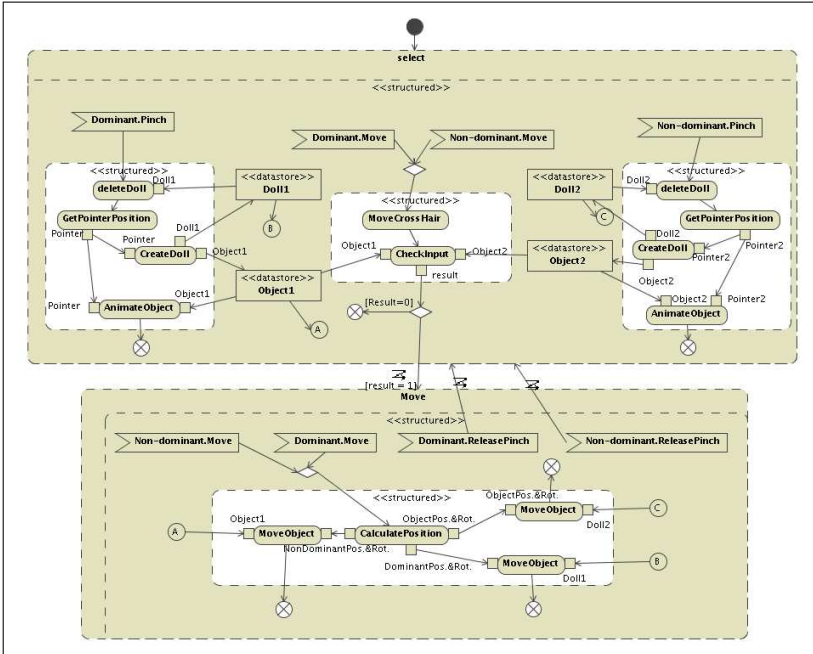 select
<<structured>>
Dominant.Pinch
Dominant.Move
Non-dominant.Move
Non-dominant.Pinch
<<structured>>
deleteDoll
Doll1
GetPointerPosition
Pointer
Pointer
Doll1
CreateDoll
Object1
Pointer
Object1
AnimateObject
<<datastore>>
Doll1
B
<<datastore>>
Object1
A
<<structured>>
MoveCrossHair
Object1
CheckInput
Object2
result
[Result=0]
<<datastore>>
Doll2
C
<<datastore>>
Object2
<<structured>>
Doll2
deleteDoll
GetPointerPosition
Doll2
CreateDoll
Pointer2
Pointer2
Object2
Object2
Pointer2
AnimateObject
[result = 1]
Move
<<structured>>
Non-dominant.Move
Dominant.Move
Dominant.ReleasePinch
Non-dominant.ReleasePinch
<<structured>>
ObjectPos.&Rot.
MoveObject
C
Doll2
A
Object1
MoveObject
CalculatePosition
ObjectPos.&Rot.
NonDominantPos.&Rot.
DominantPos.&Rot.
MoveObject
B
Doll1